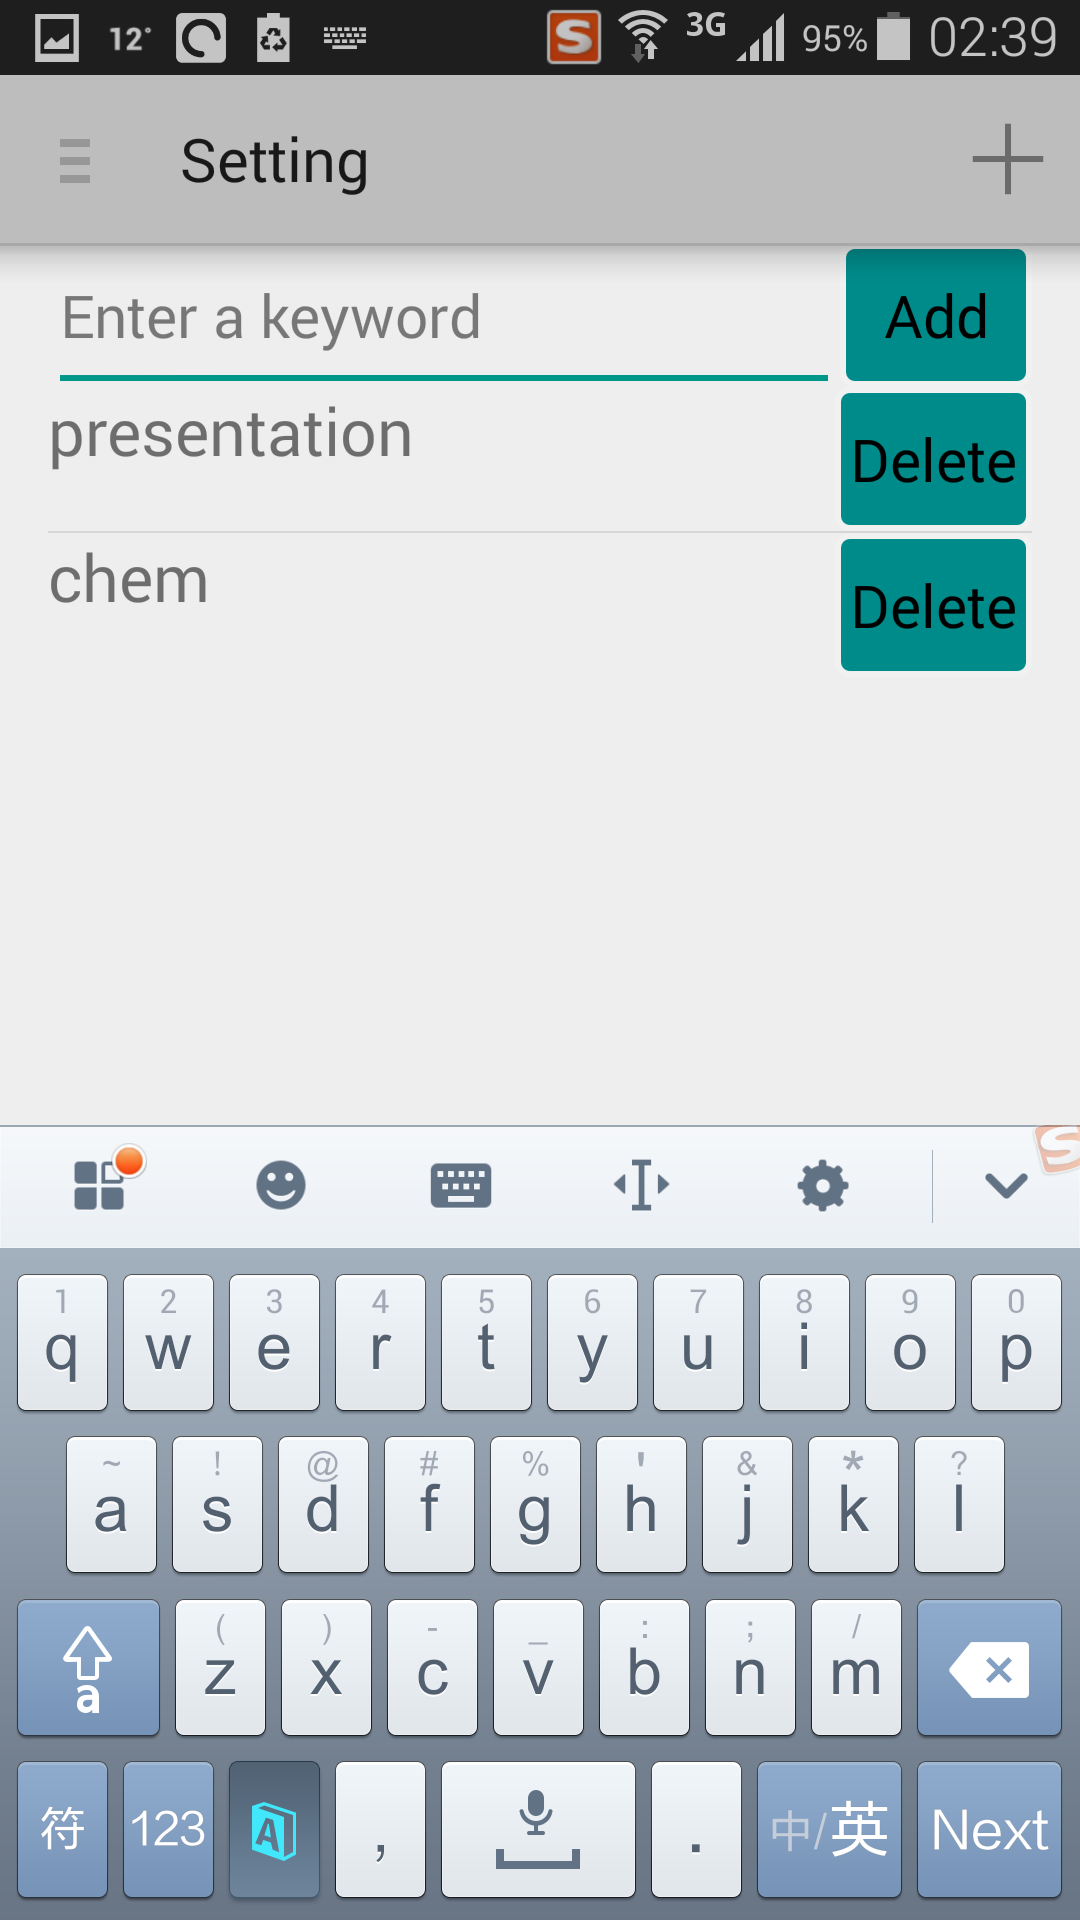 12° S 3G 95% 02:39
Setting
Enter a keyword Add
presentation Delete
chem Delete
S
1 2 3 4 5 6 7 8 9 0
q w e r t y u i o p
~ ! @ # % ' & * ?
a s d f g h j k l
( ) - _ : ; /
a z x c v b n m
符 123 A , . 中/英 Next